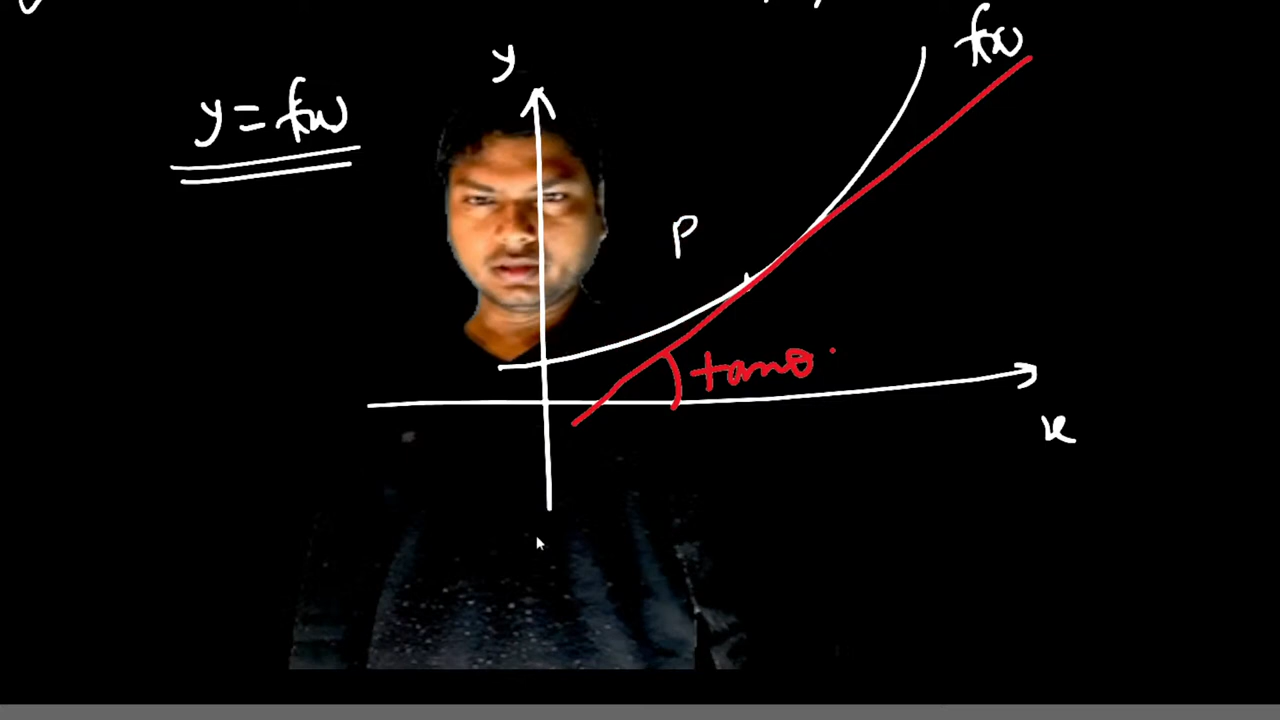 y
f(x)
y = f(x)
P
tanθ
x